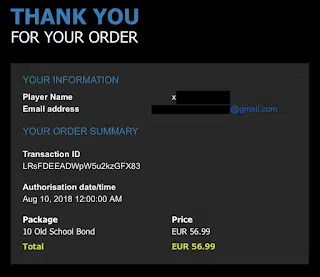 THANK YOU
FOR YOUR ORDER
YOUR INFORMATION
Player Name x
Email address @gmail.com
YOUR ORDER SUMMARY
Transaction ID
LRsFDEEADWpW5u2kzGFX83
Authorisation date/time
Aug 10, 2018 12:00:00 AM
Package Price
10 Old School Bond EUR 56.99
Total EUR 56.99